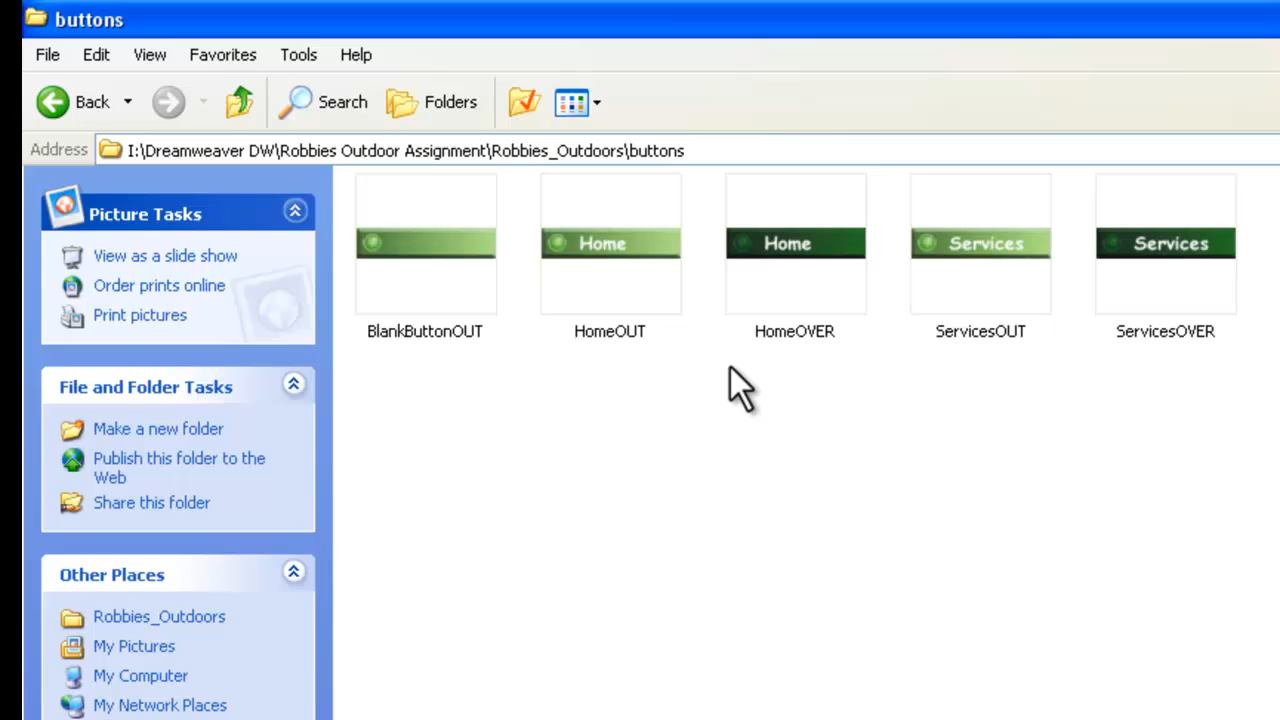 buttons
File Edit View Favorites Tools Help
Back Search Folders
Address I:\Dreamweaver DW\Robbies Outdoor Assignment\Robbies_Outdoors\buttons
Picture Tasks
View as a slide show
Order prints online
Print pictures
File and Folder Tasks
Make a new folder
Publish this folder to the
Web
Share this folder
Other Places
Robbies_Outdoors
My Pictures
My Computer
My Network Places
Home Home Services Services
BlankButtonOUT HomeOUT HomeOVER ServicesOUT ServicesOVER